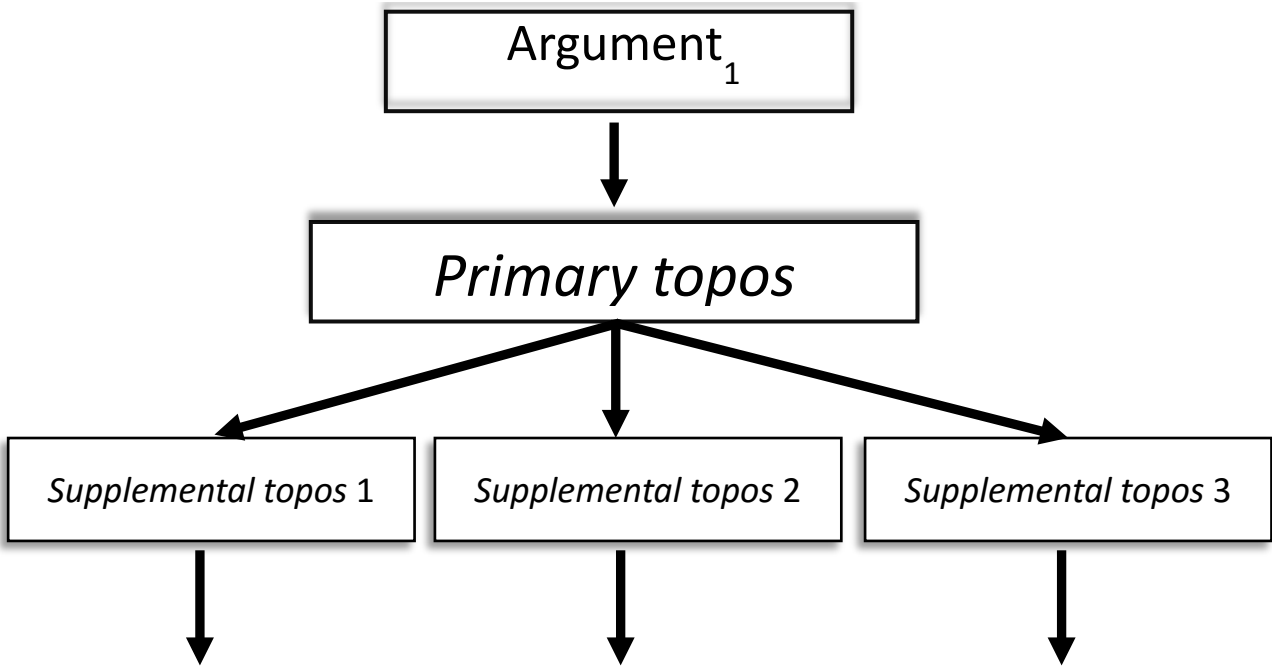 Argument₁
Primary topos
Supplemental topos 1
Supplemental topos 2
Supplemental topos 3